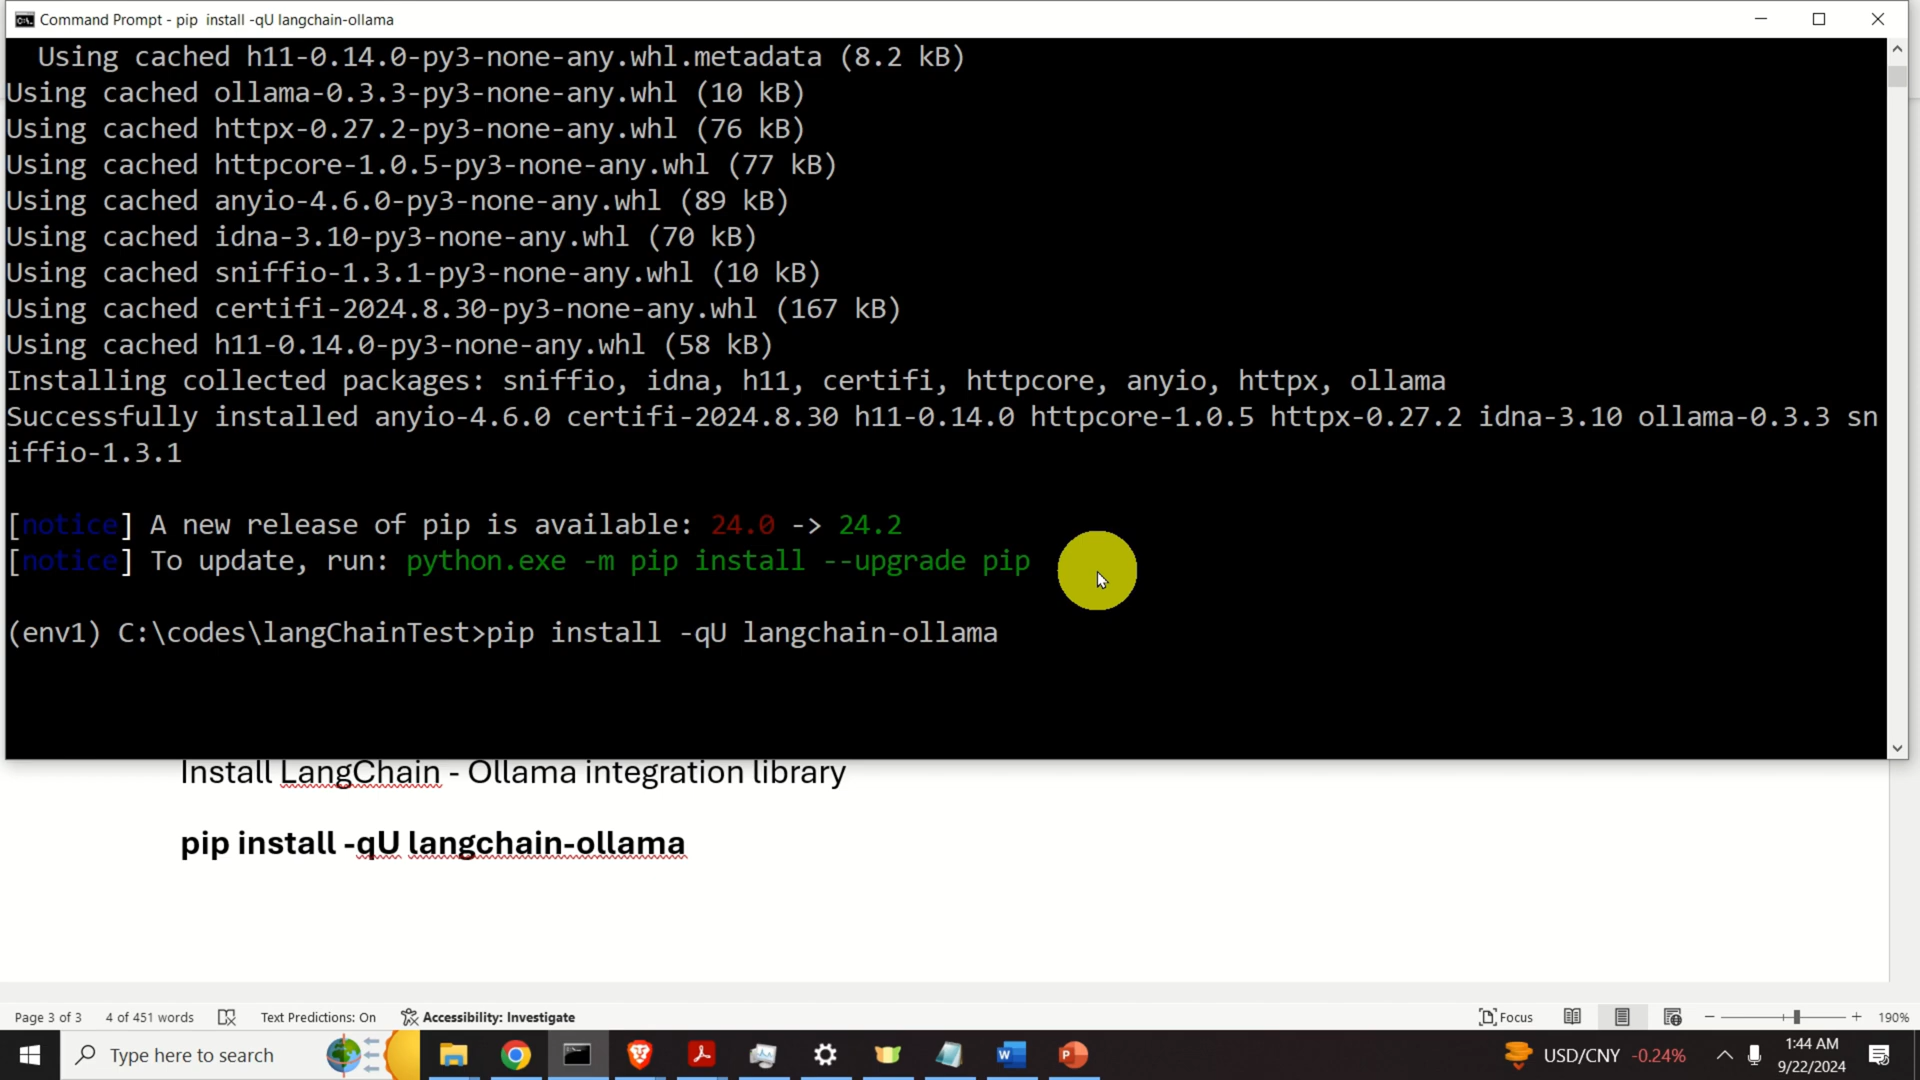 Command Prompt - pip  install -qU langchain-ollama
Using cached h11-0.14.0-py3-none-any.whl.metadata (8.2 kB)
Using cached ollama-0.3.3-py3-none-any.whl (10 kB)
Using cached httpx-0.27.2-py3-none-any.whl (76 kB)
Using cached httpcore-1.0.5-py3-none-any.whl (77 kB)
Using cached anyio-4.6.0-py3-none-any.whl (89 kB)
Using cached idna-3.10-py3-none-any.whl (70 kB)
Using cached sniffio-1.3.1-py3-none-any.whl (10 kB)
Using cached certifi-2024.8.30-py3-none-any.whl (167 kB)
Using cached h11-0.14.0-py3-none-any.whl (58 kB)
Installing collected packages: sniffio, idna, h11, certifi, httpcore, anyio, httpx, ollama
Successfully installed anyio-4.6.0 certifi-2024.8.30 h11-0.14.0 httpcore-1.0.5 httpx-0.27.2 idna-3.10 ollama-0.3.3 sn
iffio-1.3.1
[notice] A new release of pip is available: 24.0 -> 24.2
[notice] To update, run: python.exe -m pip install --upgrade pip
(env1) C:\codes\langChainTest>pip install -qU langchain-ollama
Install LangChain - Ollama integration library
pip install -qU langchain-ollama
Page 3 of 3 4 of 451 words Text Predictions: On Accessibility: Investigate Focus 190%
Type here to search USD/CNY -0.24% 1:44 AM
9/22/2024